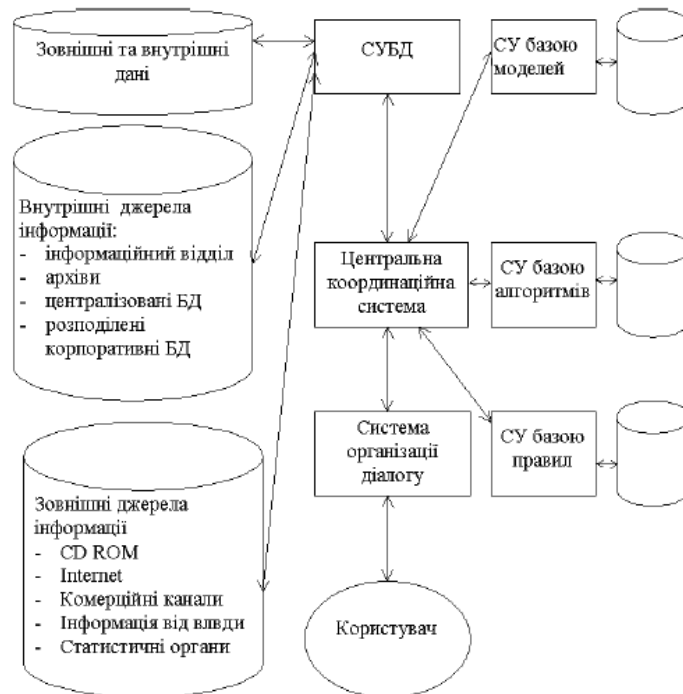 Зовнішні та внутрішні
дані
СУБД
СУ базою
моделей
Внутрішні джерела
інформації:
- інформаційний відділ
- архіви
- централізовані БД
- розподілені
корпоративні БД
Центральна
координаційна
система
СУ базою
алгоритмів
Система
організації
діалогу
СУ базою
правил
Зовнішні джерела
інформації
- CD ROM
- Internet
- Комерційні канали
- Інформація від влвди
- Статистичні органи
Користувач